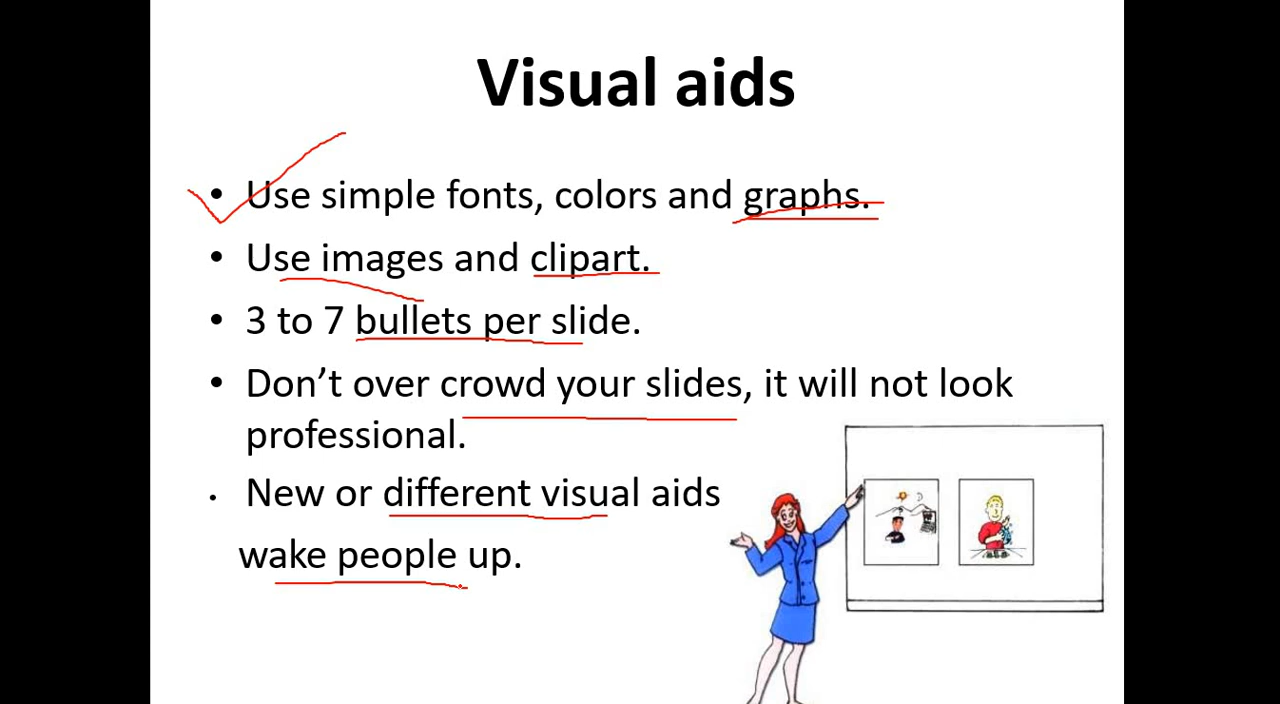 Visual aids
• Use simple fonts, colors and graphs.
• Use images and clipart.
• 3 to 7 bullets per slide.
• Don’t over crowd your slides, it will not look
professional.
• New or different visual aids
wake people up.